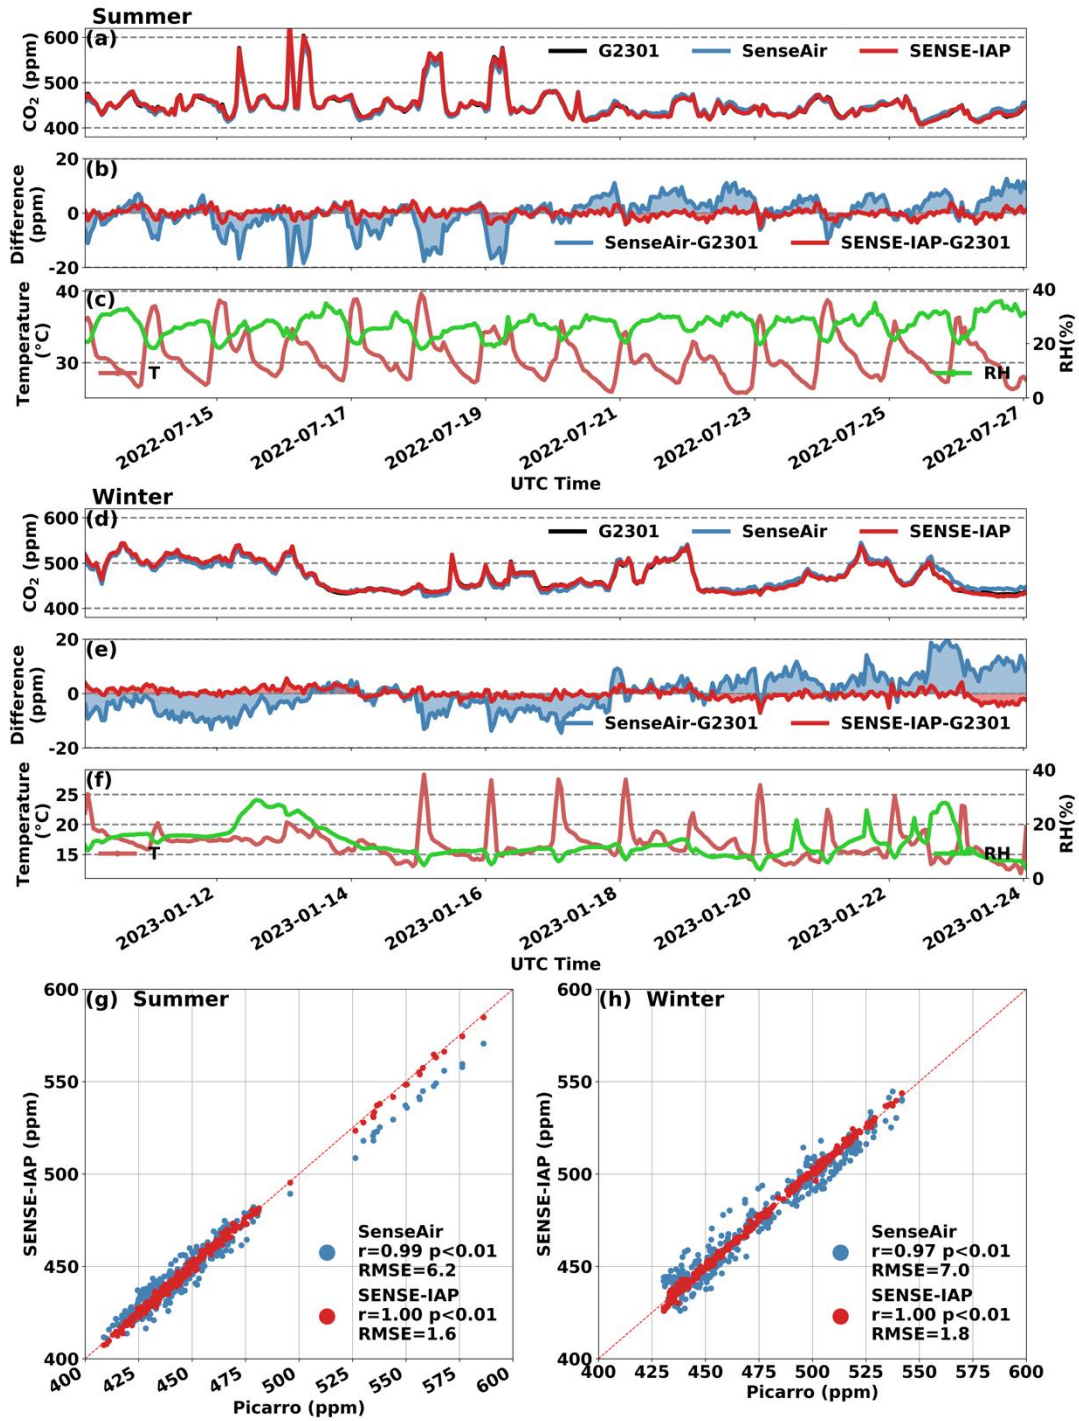 Summer
(a)
G2301 SenseAir SENSE-IAP
CO₂ (ppm)
600
500
400
(b)
SenseAir-G2301 SENSE-IAP-G2301
Difference
(ppm)
20
0
-20
(c)
T
RH
Temperature
(°C)
40
30
RH(%)
40
20
0
2022-07-15 2022-07-17 2022-07-19 2022-07-21 2022-07-23 2022-07-25 2022-07-27
UTC Time
Winter
(d)
G2301 SenseAir SENSE-IAP
CO₂ (ppm)
600
500
400
(e)
SenseAir-G2301 SENSE-IAP-G2301
Difference
(ppm)
20
0
-20
(f)
T
RH
Temperature
(°C)
25
20
15
RH(%)
40
20
0
2023-01-12 2023-01-14 2023-01-16 2023-01-18 2023-01-20 2023-01-22 2023-01-24
UTC Time
(g) Summer
SENSE-IAP (ppm)
600
550
500
450
400
SenseAir
r=0.99 p<0.01
RMSE=6.2
SENSE-IAP
r=1.00 p<0.01
RMSE=1.6
400 425 450 475 500 525 550 575 600
Picarro (ppm)
(h) Winter
SENSE-IAP (ppm)
600
550
500
450
400
SenseAir
r=0.97 p<0.01
RMSE=7.0
SENSE-IAP
r=1.00 p<0.01
RMSE=1.8
400 425 450 475 500 525 550 575 600
Picarro (ppm)